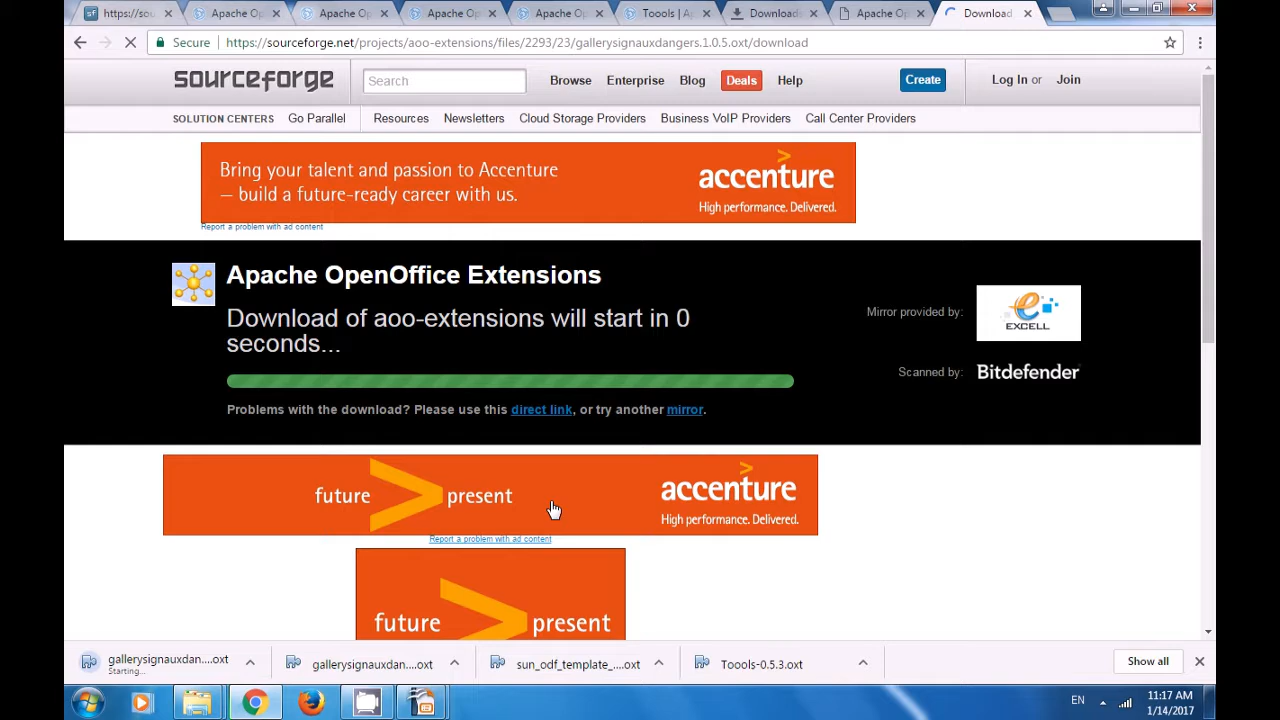 https://sou
Apache Op
Apache Op
Apache Op
Apache Op
Toools | Ap
Downloads
Apache Op
Download
Secure
https://sourceforge.net/projects/aoo-extensions/files/2293/23/gallerysignauxdangers.1.0.5.oxt/download
sourceforge
Search
Browse Enterprise Blog Deals Help
Create
Log In or Join
SOLUTION CENTERS Go Parallel Resources Newsletters Cloud Storage Providers Business VoIP Providers Call Center Providers
Bring your talent and passion to Accenture
– build a future-ready career with us.
accenture
High performance. Delivered.
Report a problem with ad content
Apache OpenOffice Extensions
Download of aoo-extensions will start in 0
seconds...
Mirror provided by:
EXCELL
Scanned by: Bitdefender
Problems with the download? Please use this direct link, or try another mirror.
future > present
accenture
High performance. Delivered.
Report a problem with ad content
future > present
gallerysignauxdan....oxt
Starting...
gallerysignauxdan....oxt
sun_odf_template_....oxt
Toools-0.5.3.oxt
Show all
EN
11:17 AM
1/14/2017